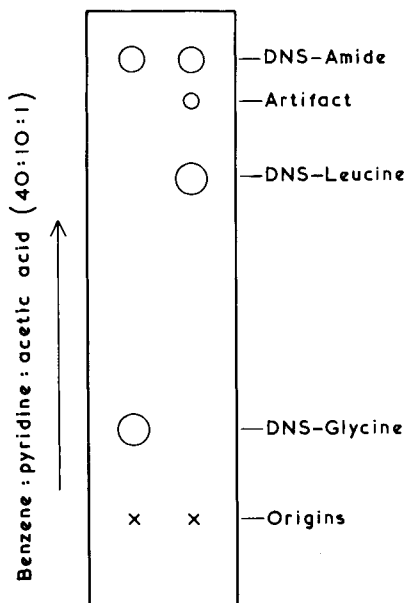 DNS-Amide
Artifact
DNS-Leucine
DNS-Glycine
x x Origins
Benzene : pyridine : acetic acid (40:10:1)